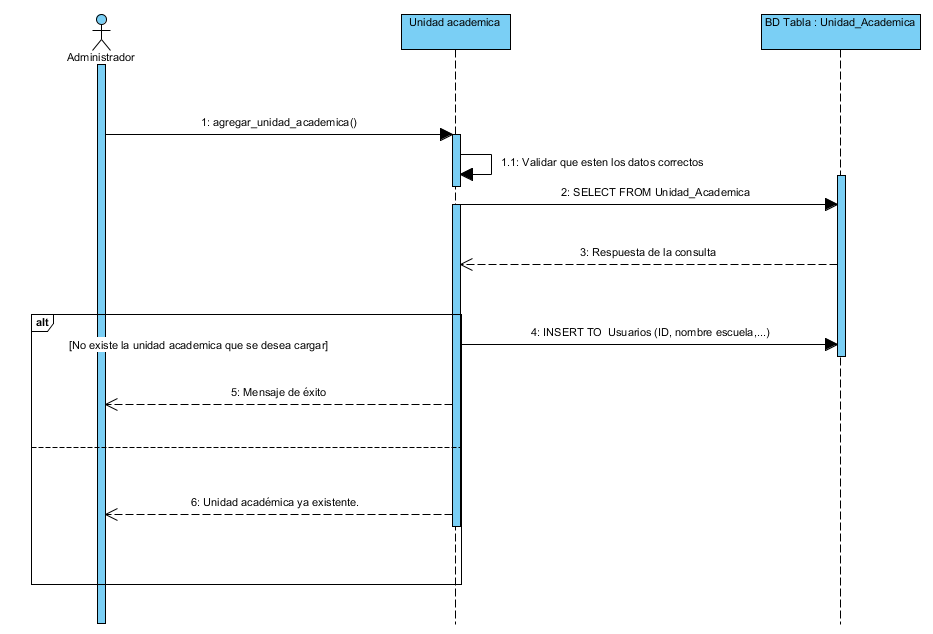 Unidad academica
BD Tabla : Unidad_Academica
Administrador
1: agregar_unidad_academica()
1.1: Validar que esten los datos correctos
2: SELECT FROM Unidad_Academica
3: Respuesta de la consulta
alt
4: INSERT TO  Usuarios (ID, nombre escuela,...)
[No existe la unidad academica que se desea cargar]
5: Mensaje de éxito
6: Unidad académica ya existente.